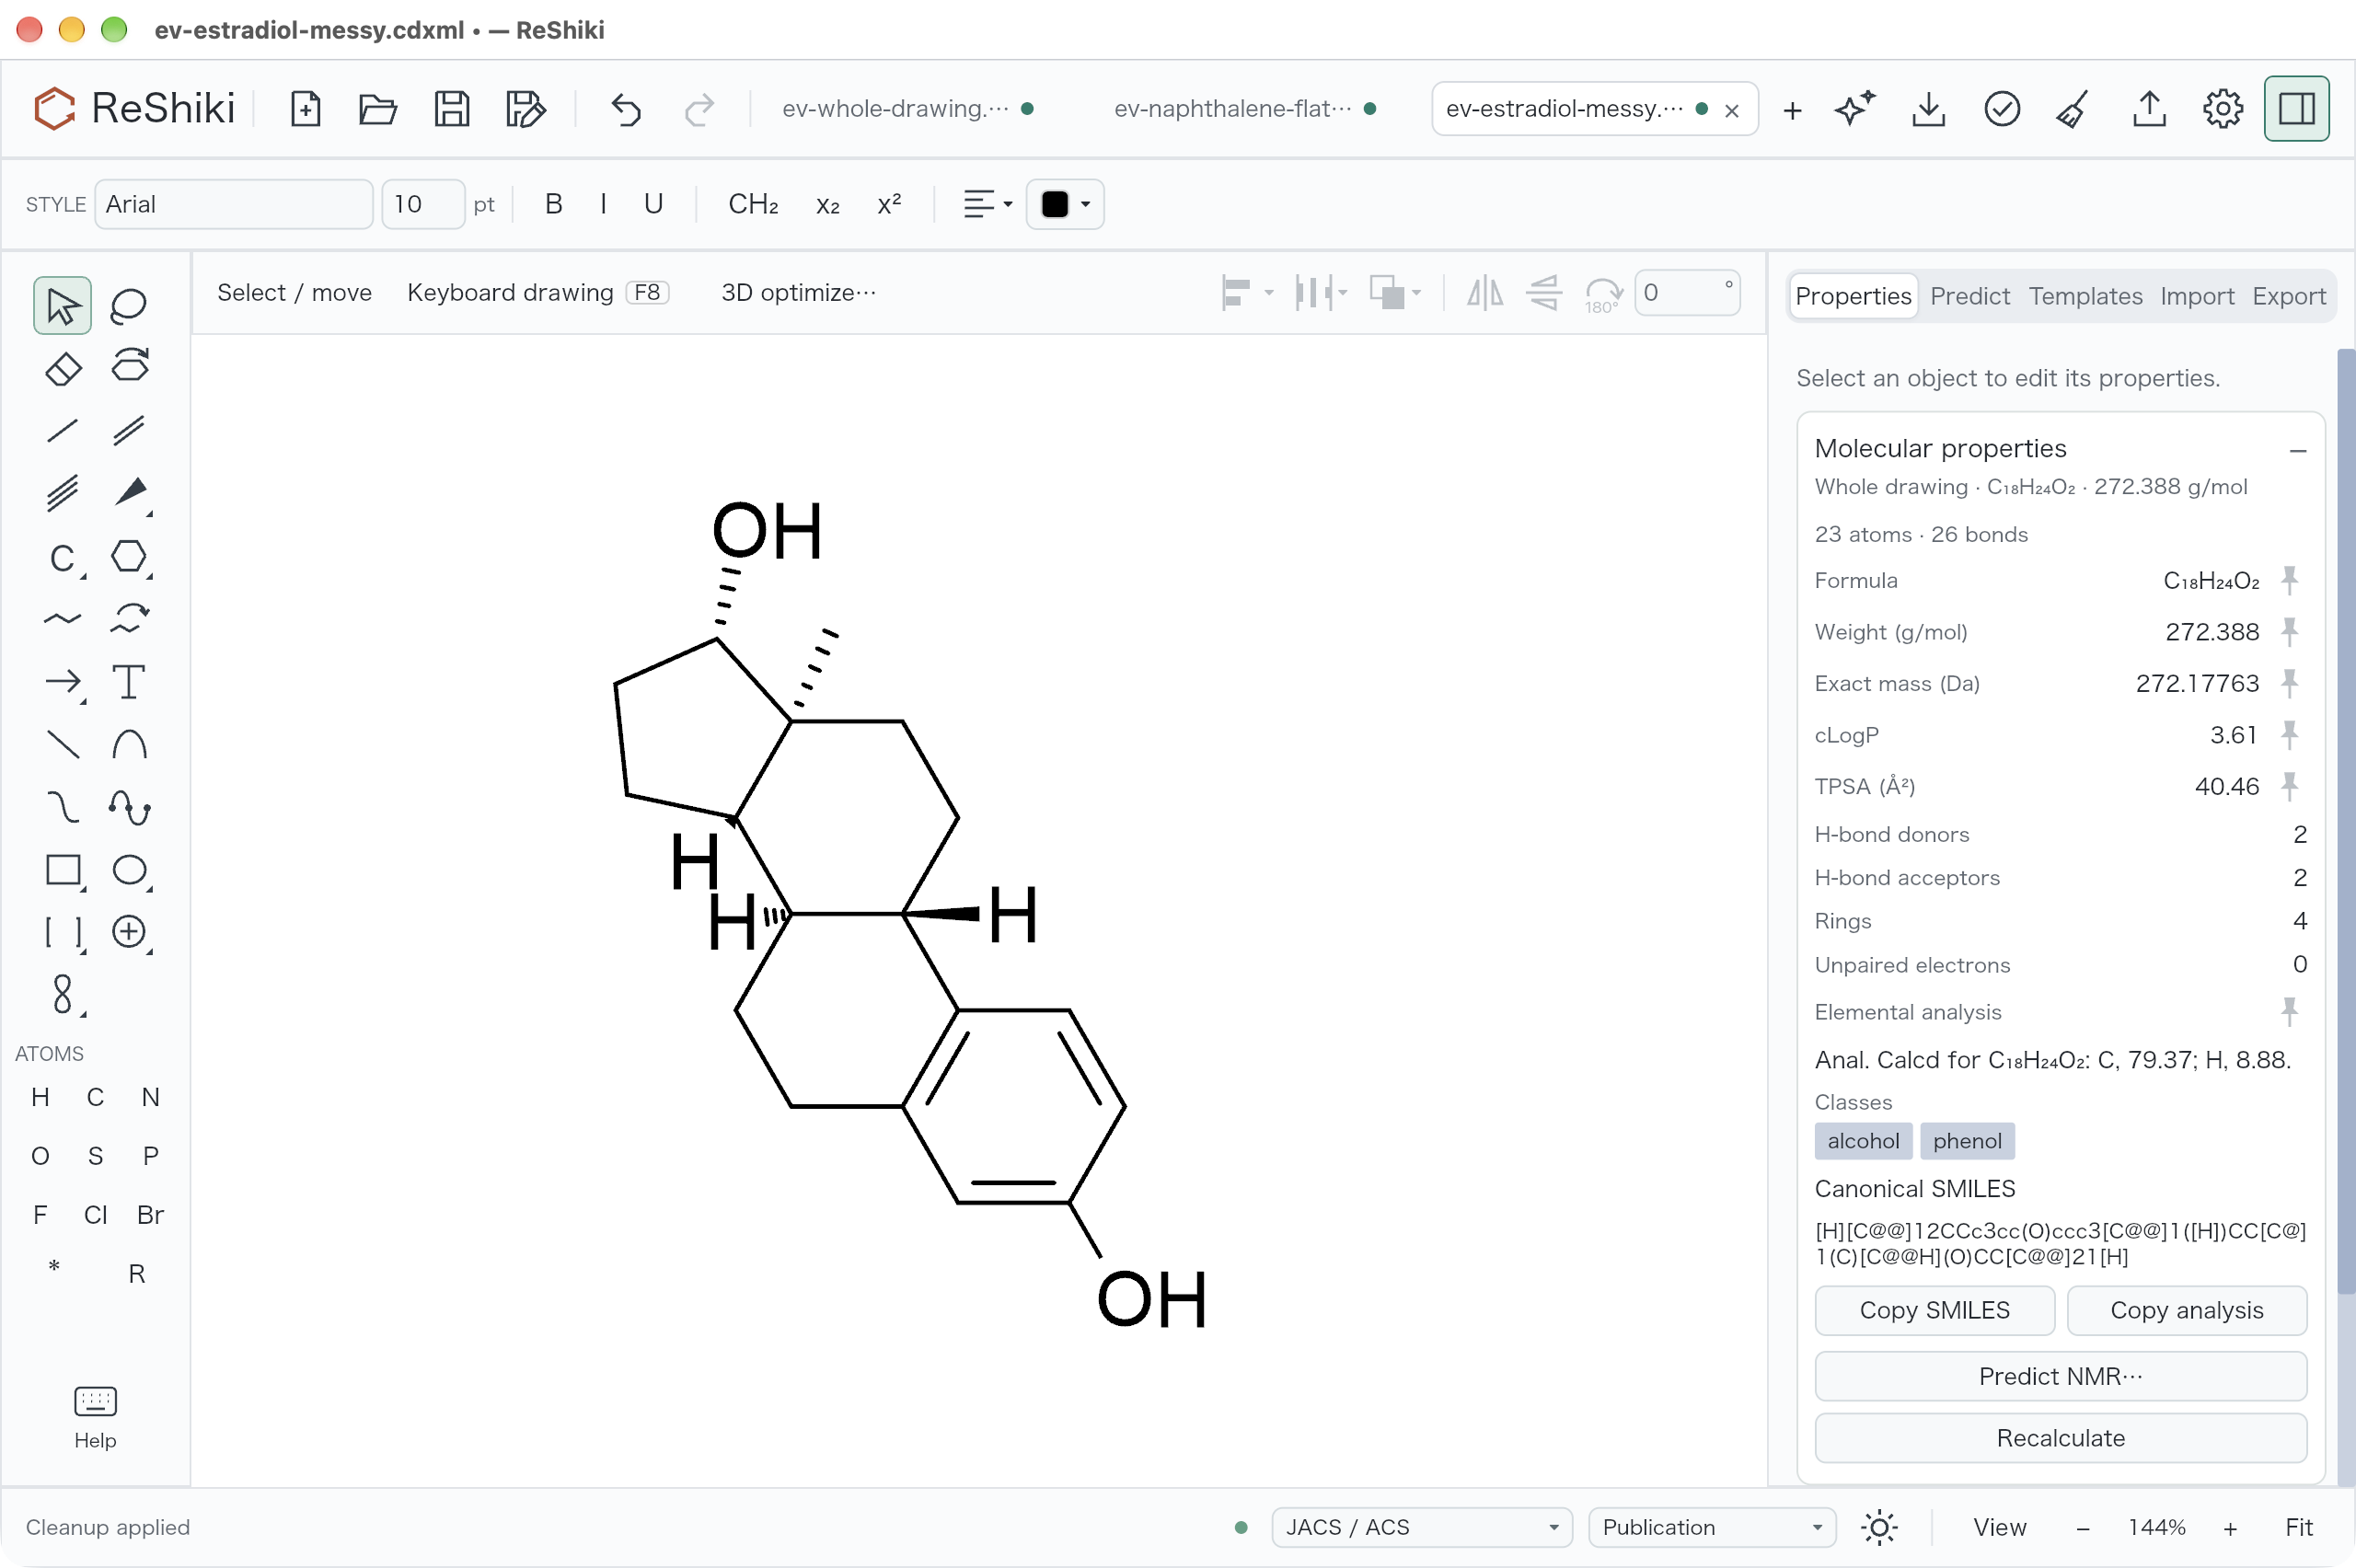 ev-estradiol-messy.cdxml • — ReShiki
ReShiki
ev-whole-drawing.···
ev-naphthalene-flat···
ev-estradiol-messy.···
STYLE Arial 10 pt B I U CH₂ x₂ x²
Select / move Keyboard drawing F8 3D optimize···
180° 0 °
Properties Predict Templates Import Export
C
T
ATOMS
H C N
O S P
F Cl Br
* R
Help
OH
H
H H
OH
Select an object to edit its properties.
Molecular properties
Whole drawing · C₁₈H₂₄O₂ · 272.388 g/mol
23 atoms · 26 bonds
Formula C₁₈H₂₄O₂
Weight (g/mol) 272.388
Exact mass (Da) 272.17763
cLogP 3.61
TPSA (Å²) 40.46
H-bond donors 2
H-bond acceptors 2
Rings 4
Unpaired electrons 0
Elemental analysis
Anal. Calcd for C₁₈H₂₄O₂: C, 79.37; H, 8.88.
Classes
alcohol phenol
Canonical SMILES
[H][C@@]12CCc3cc(O)ccc3[C@@]1([H])CC[C@]
1(C)[C@@H](O)CC[C@@]21[H]
Copy SMILES Copy analysis
Predict NMR···
Recalculate
Cleanup applied
JACS / ACS Publication View − 144% + Fit